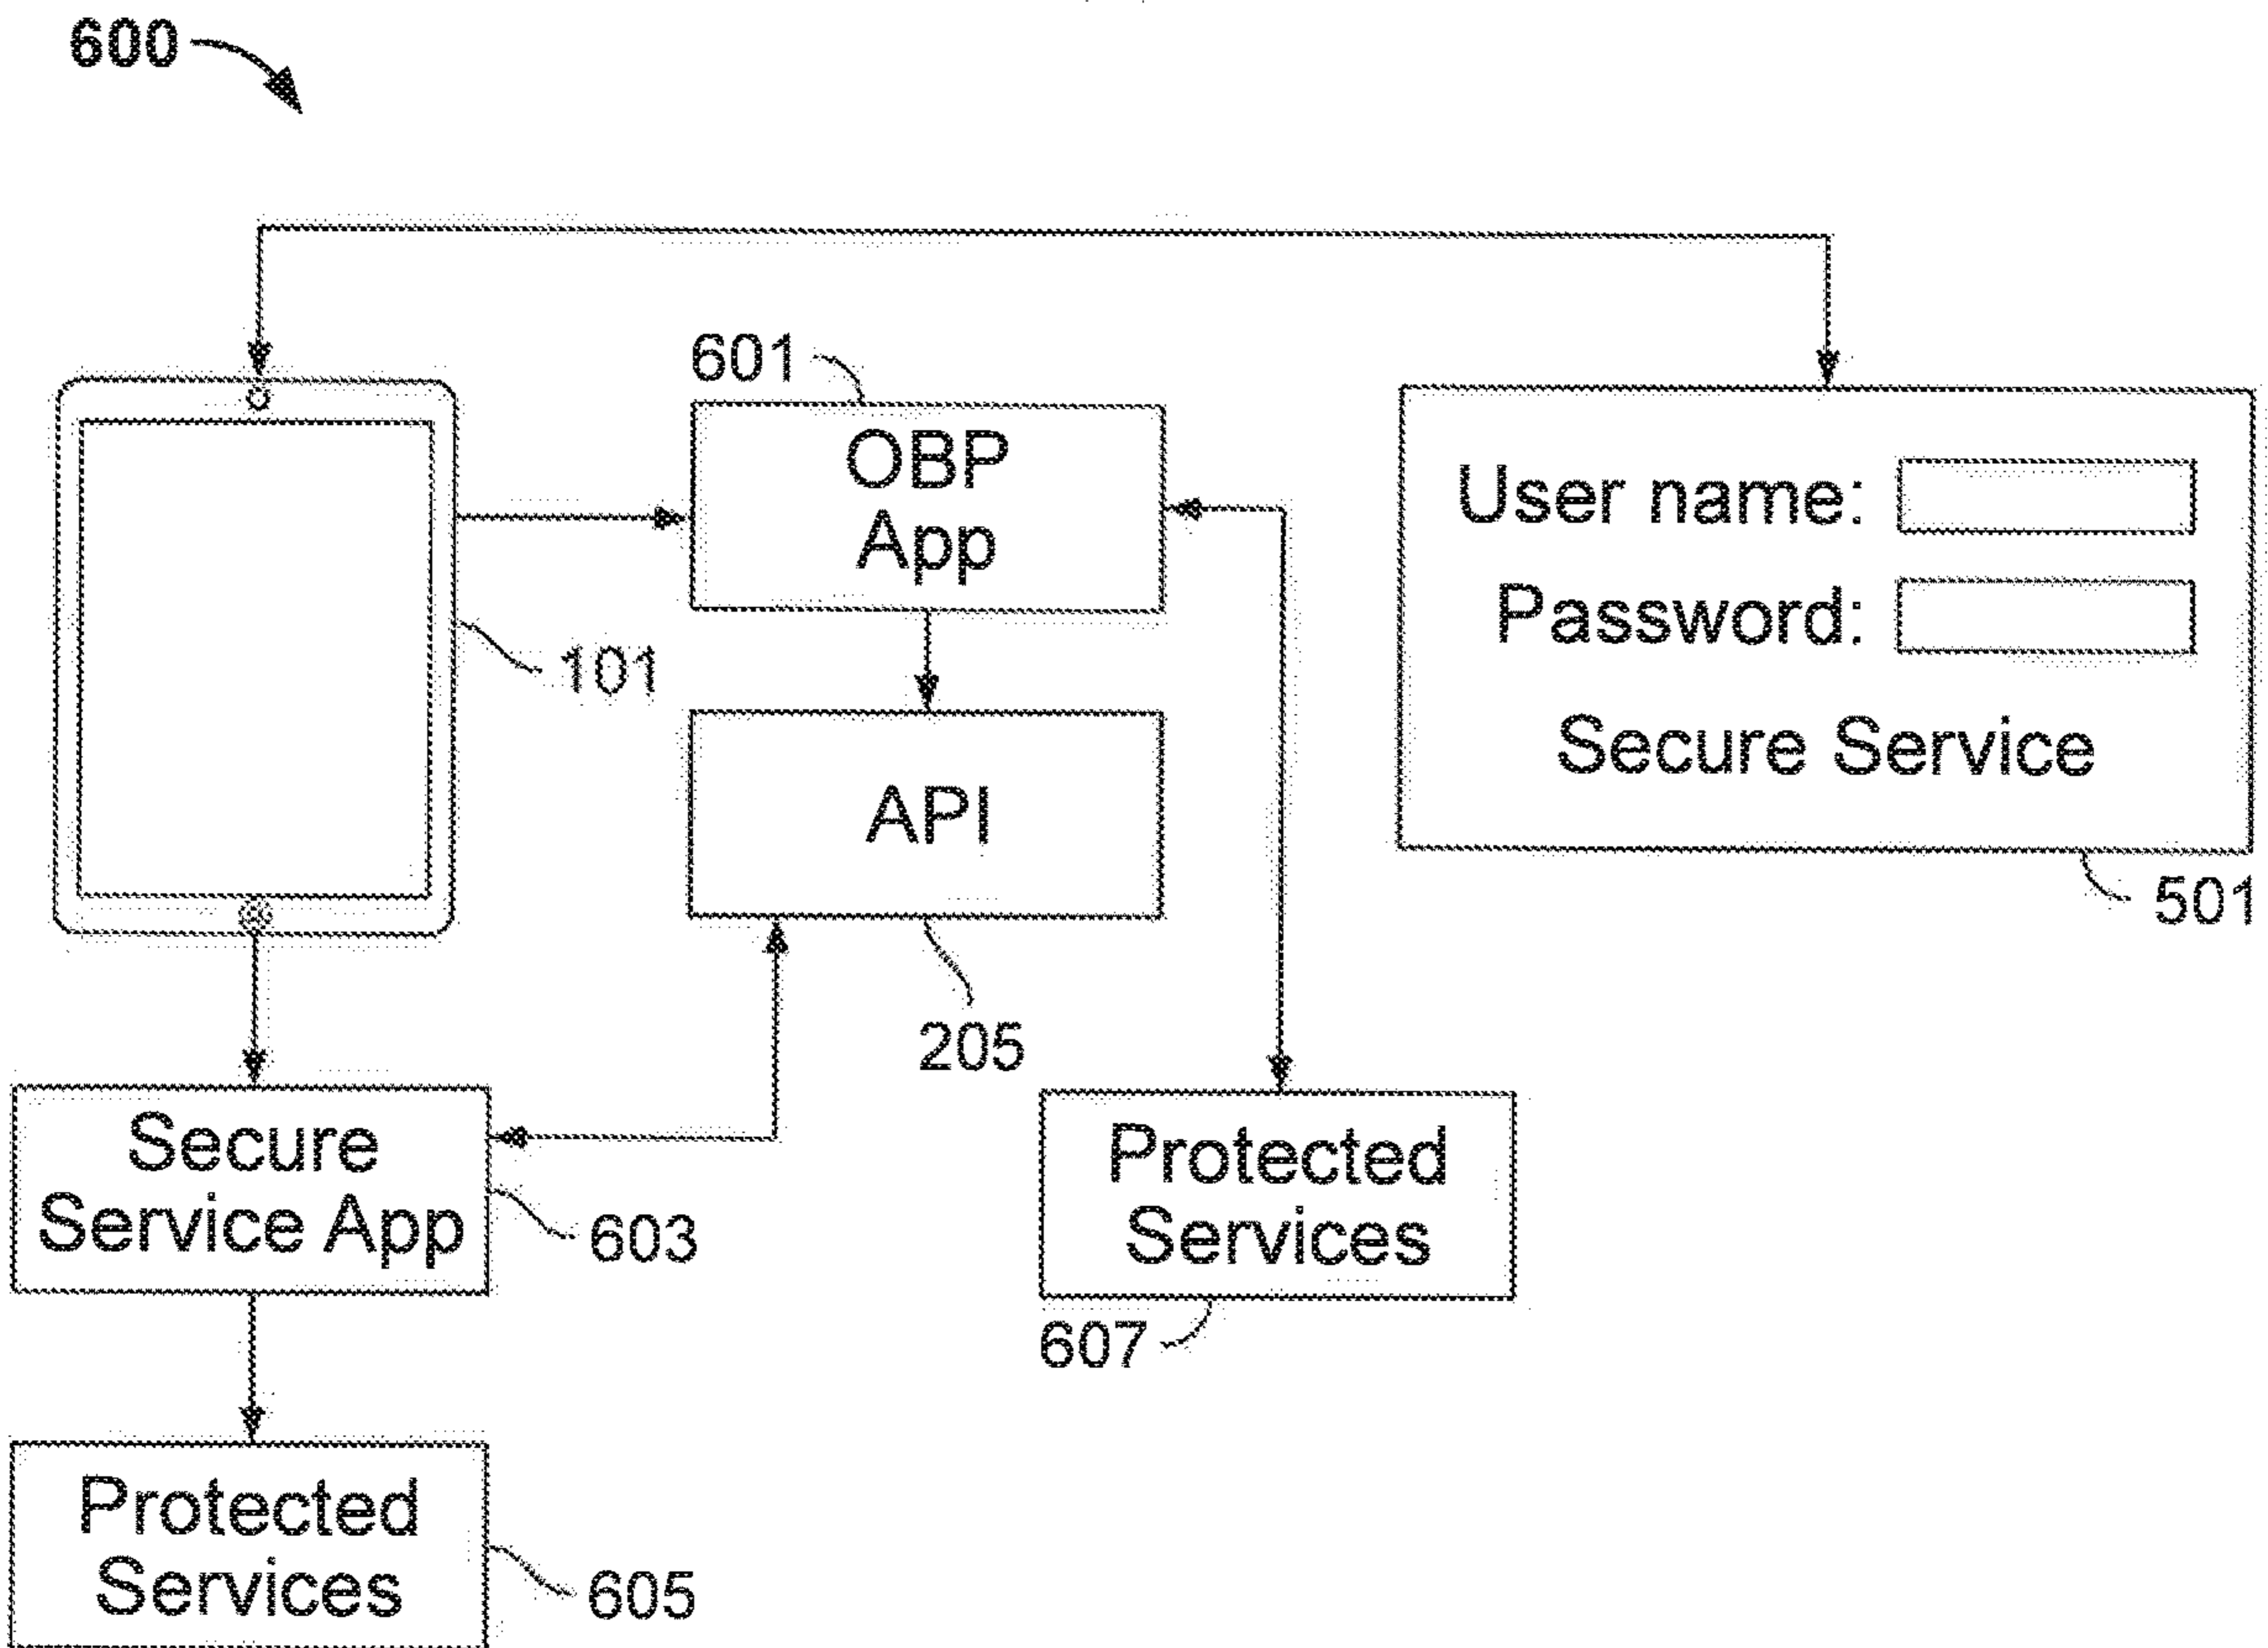 600
601
OBP
App
User name:
Password:
Secure Service
101
API
501
205
Secure
Service App
603
Protected
Services
607
Protected
Services
605